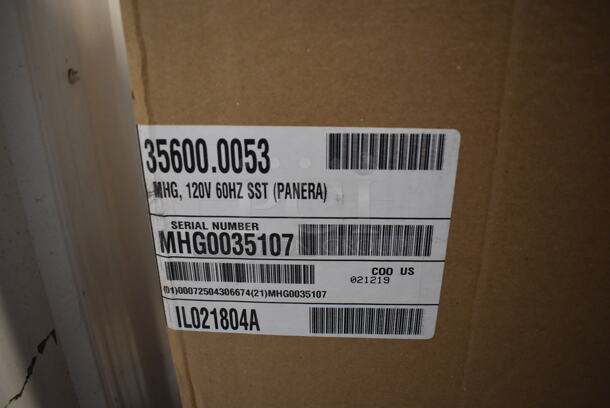 35600.0053
MHG, 120V 60HZ SST (PANERA)
SERIAL NUMBER
MHG0035107
COO US
021219
(01)00072504306674(21)MHG0035107
IL021804A